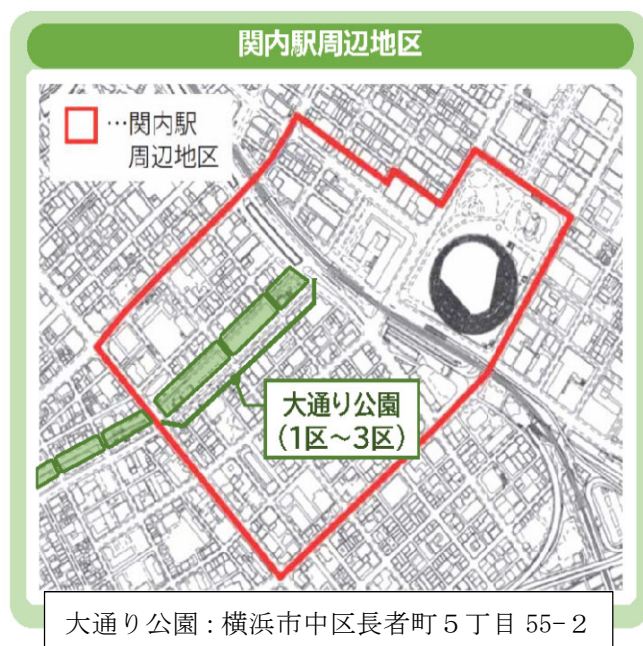 関内駅周辺地区
…関内駅
周辺地区
大通り公園
(1区～3区)
大通り公園：横浜市中区長者町５丁目 55−２